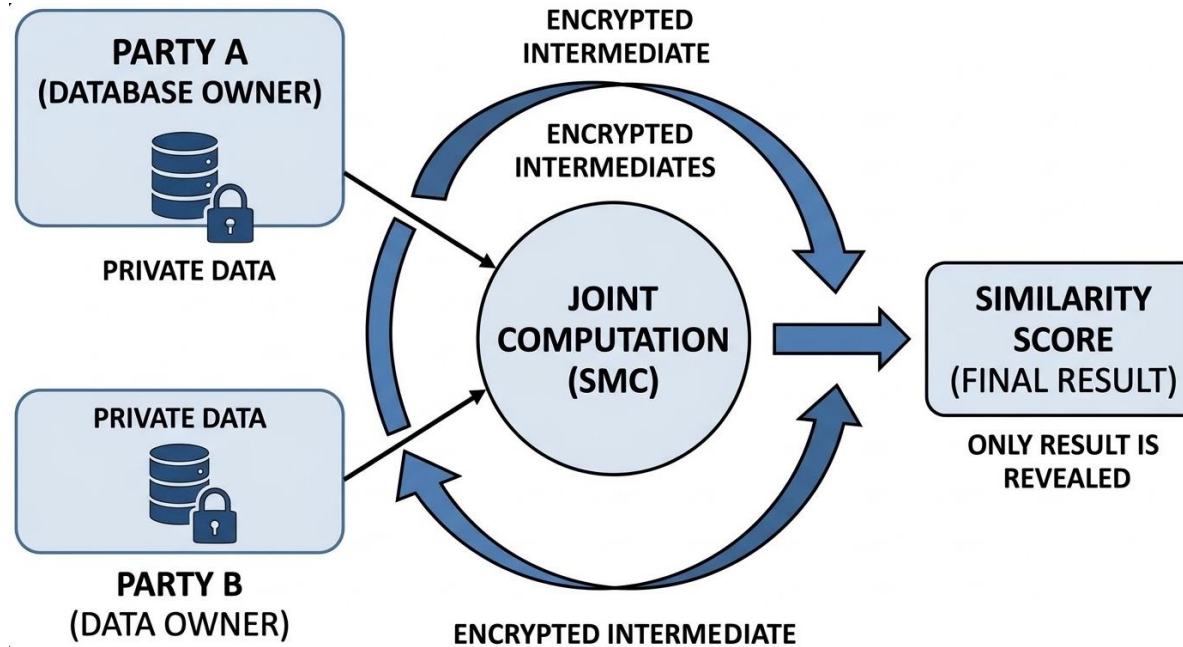 PARTY A
(DATABASE OWNER)
PRIVATE DATA
PRIVATE DATA
PARTY B
(DATA OWNER)
ENCRYPTED
INTERMEDIATE
ENCRYPTED
INTERMEDIATES
JOINT
COMPUTATION
(SMC)
ENCRYPTED INTERMEDIATE
SIMILARITY
SCORE
(FINAL RESULT)
ONLY RESULT IS
REVEALED